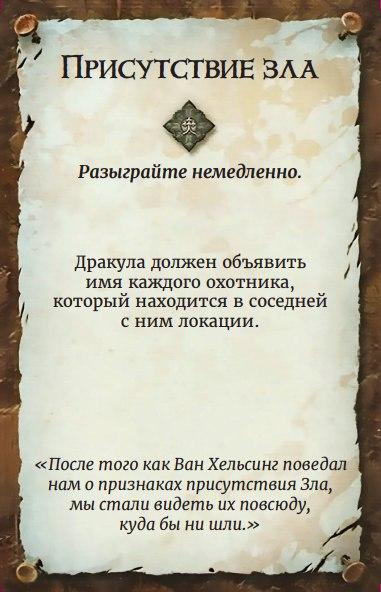 Присутствие зла
Разыграйте немедленно.
Дракула должен объявить
имя каждого охотника,
который находится в соседней
с ним локации.
«После того как Ван Хельсинг поведал
нам о признаках присутствия Зла,
мы стали видеть их повсюду,
куда бы ни шли.»